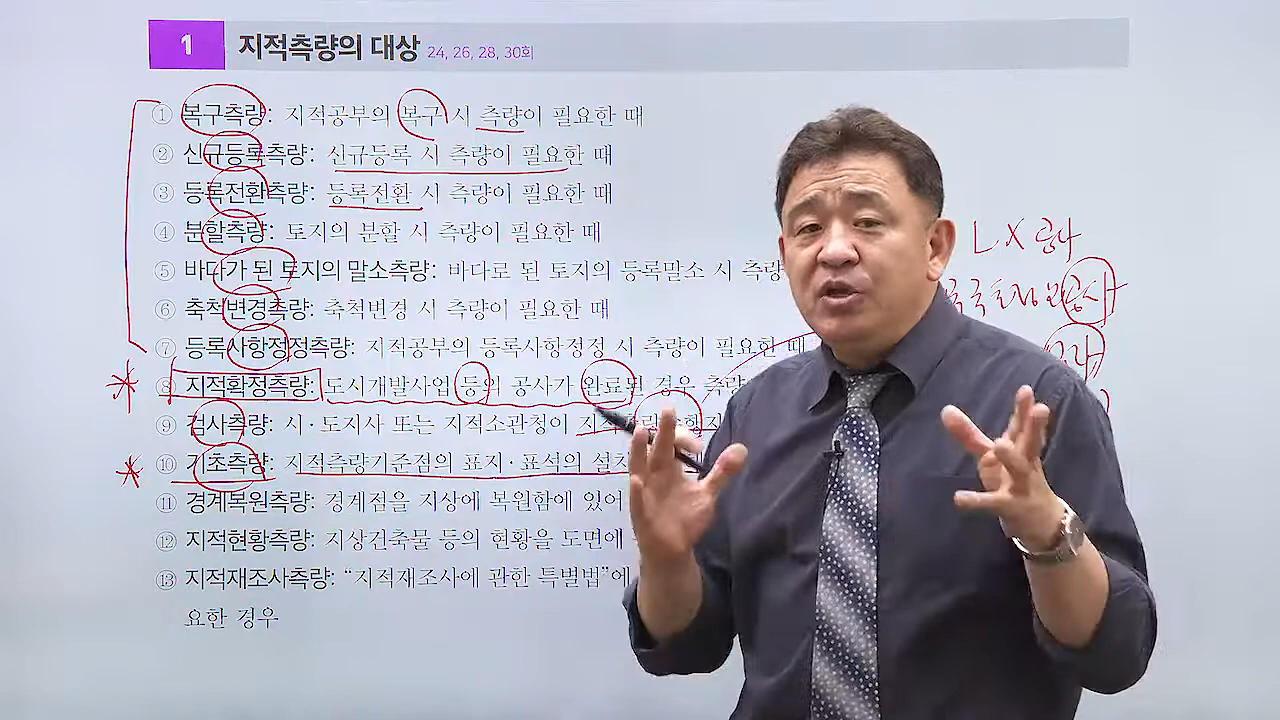 1 지적측량의 대상 24, 26, 28, 30회
① 복구측량: 지적공부의 복구 시 측량이 필요한 때
② 신규등록측량: 신규등록 시 측량이 필요한 때
③ 등록전환측량: 등록전환 시 측량이 필요한 때
④ 분할측량: 토지의 분할 시 측량이 필요한 때
⑤ 바다가 된 토지의 말소측량: 바다로 된 토지의 등록말소 시 측량
⑥ 축척변경측량: 축척변경 시 측량이 필요한 때
⑦ 등록사항정정측량: 지적공부의 등록사항정정 시 측량이 필요한 때
⑧ 지적확정측량: 도시개발사업 등의 공사가 완료된 경우 측량
⑨ 검사측량: 시·도지사 또는 지적소관청이
⑩ 기초측량: 지적측량기준점의 표지·표석의 설치
⑪ 경계복원측량: 경계점을 지상에 복원함에 있어
⑫ 지적현황측량: 지상건축물 등의 현황을 도면에
⑬ 지적재조사측량: “지적재조사에 관한 특별법”에
요한 경우
LX